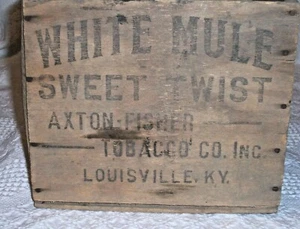 WHITE MULE
SWEET TWIST
AXTON-FISHER
TOBACCO CO. INC.
LOUISVILLE, KY.